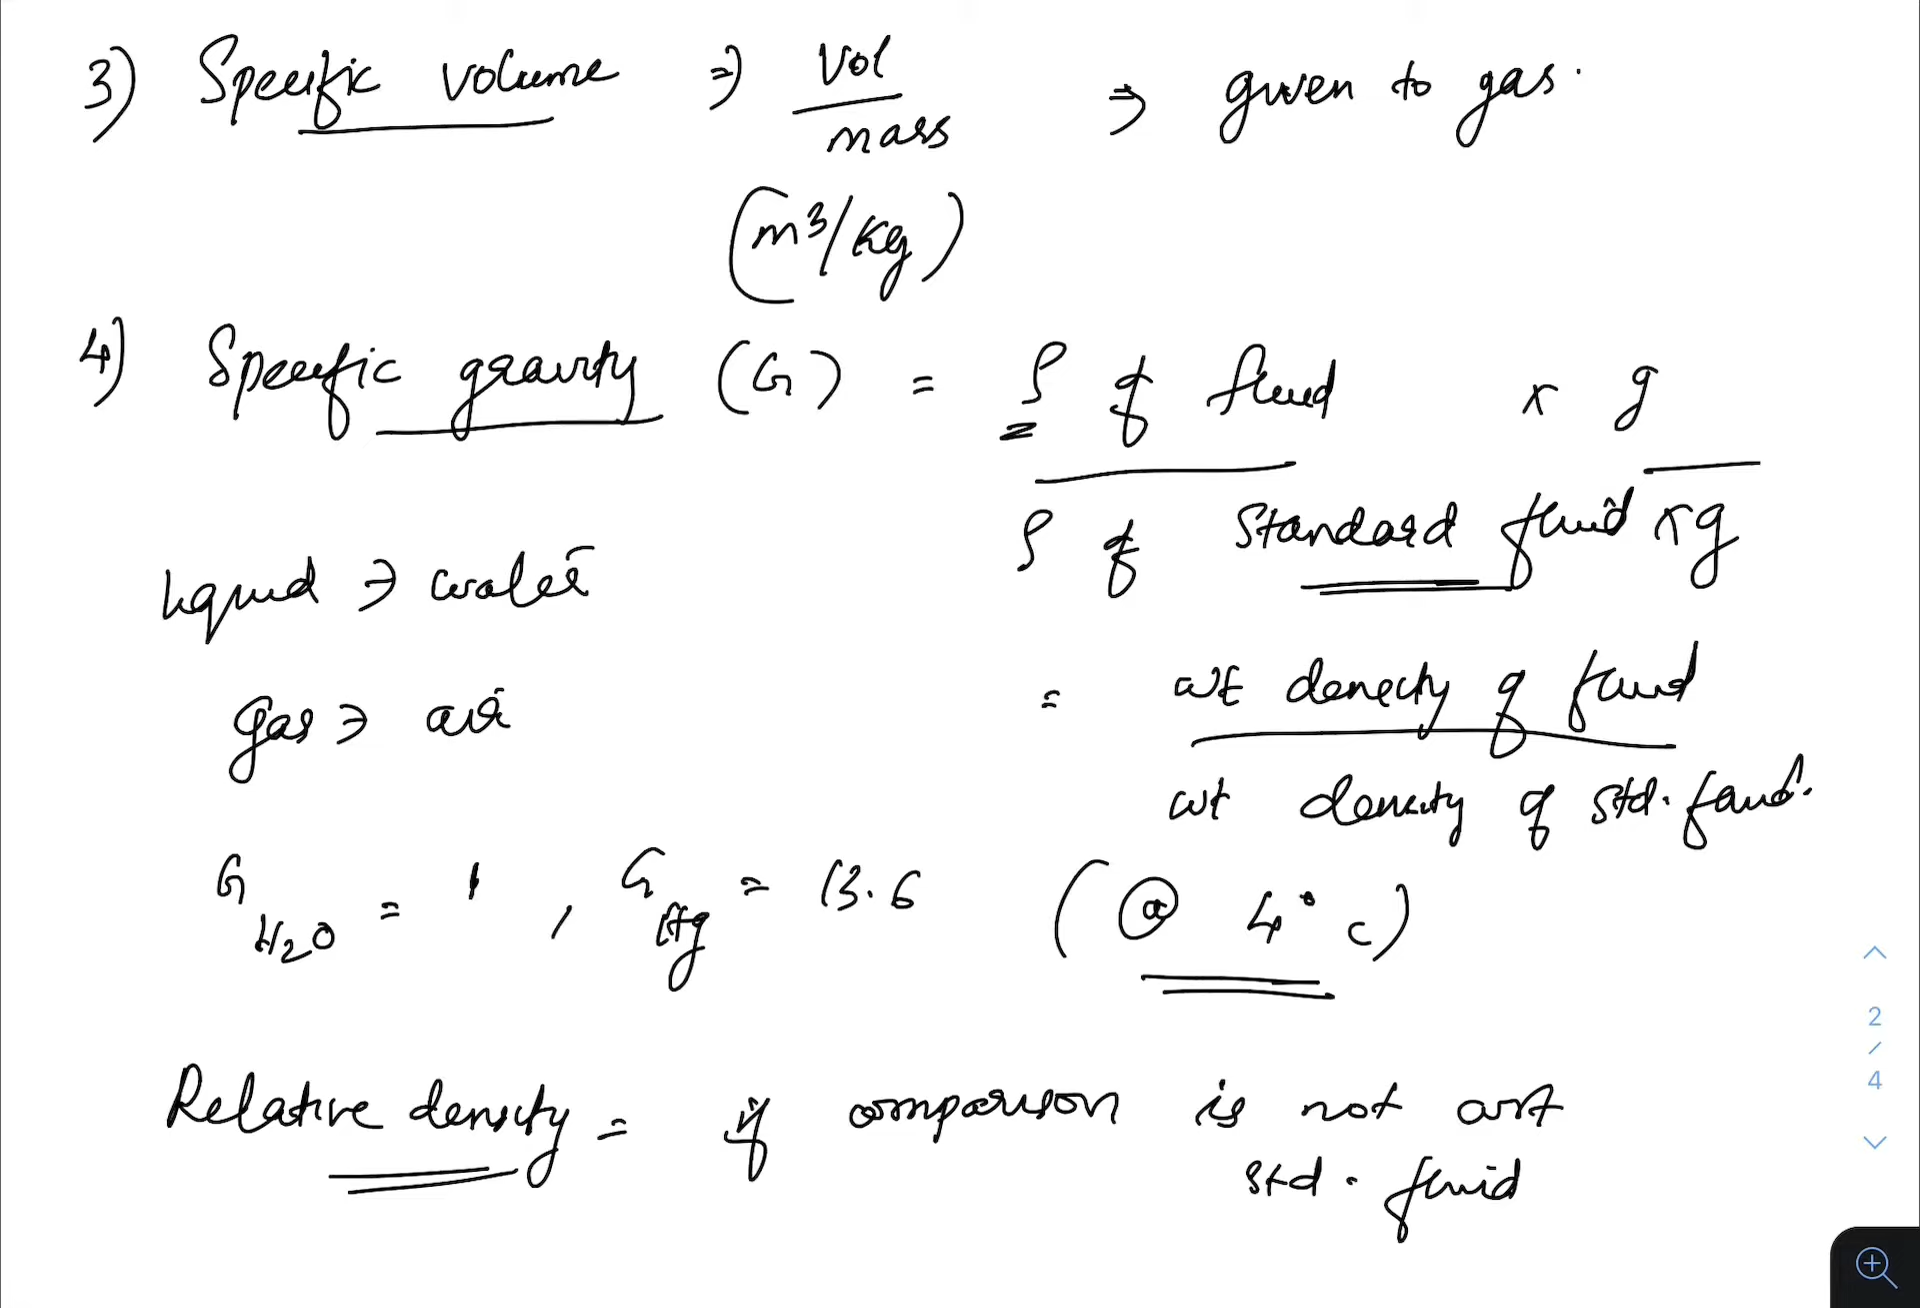 3) Specific volume ⇒ Vol / mass ⇒ given to gas.
(m³/kg)
4) Specific gravity (G) = ρ of fluid x g
ρ of Standard fluid x g
liquid ⇒ water
= wt density of fluid
gas ⇒ air
wt density of std. fluid.
G H₂O = 1 , G Hg = 13.6 (@ 4°C)
Relative density = if comparison is not wrt
std. fluid
2
/
4